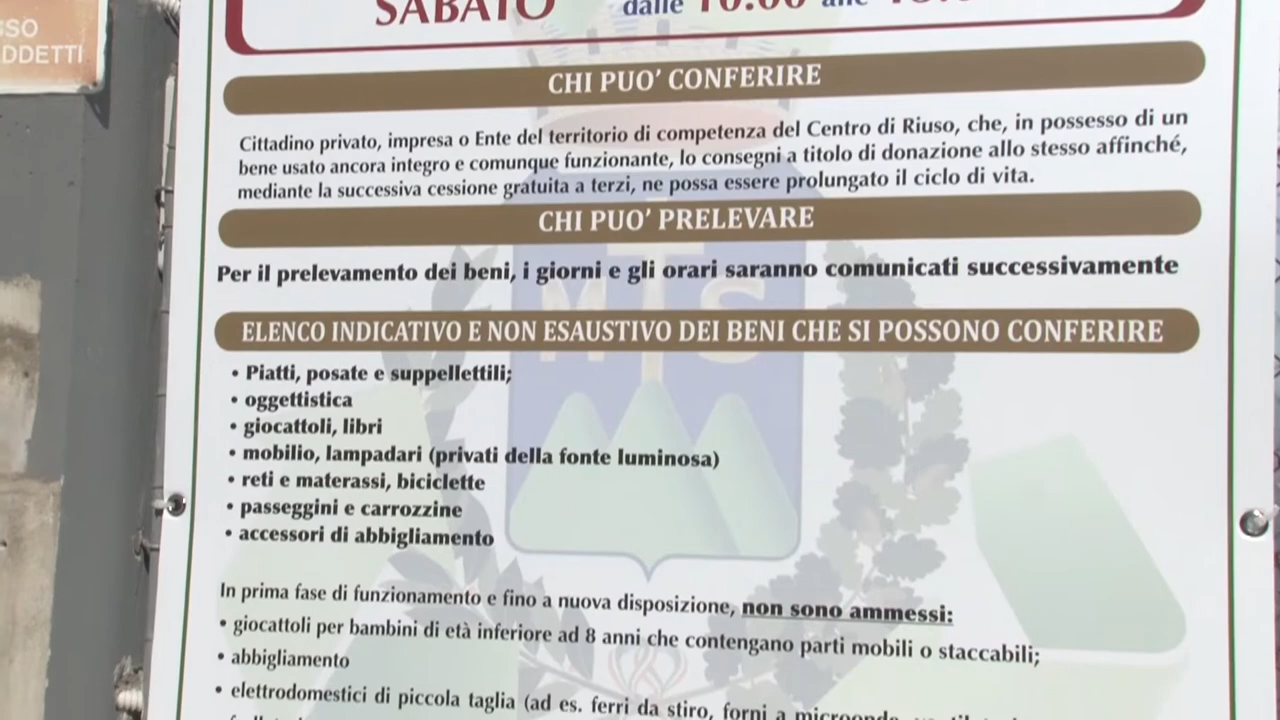 SSO
DDETTI
SABATO dalle 10.00 alle
CHI PUO' CONFERIRE
Cittadino privato, impresa o Ente del territorio di competenza del Centro di Riuso, che, in possesso di un
bene usato ancora integro e comunque funzionante, lo consegni a titolo di donazione allo stesso affinché,
mediante la successiva cessione gratuita a terzi, ne possa essere prolungato il ciclo di vita.
CHI PUO' PRELEVARE
Per il prelevamento dei beni, i giorni e gli orari saranno comunicati successivamente
M S
ELENCO INDICATIVO E NON ESAUSTIVO DEI BENI CHE SI POSSONO CONFERIRE
• Piatti, posate e suppellettili;
• oggettistica
• giocattoli, libri
• mobilio, lampadari (privati della fonte luminosa)
• reti e materassi, biciclette
• passeggini e carrozzine
• accessori di abbigliamento
In prima fase di funzionamento e fino a nuova disposizione, non sono ammessi:
• giocattoli per bambini di età inferiore ad 8 anni che contengano parti mobili o staccabili;
• abbigliamento
• elettrodomestici di piccola taglia (ad es. ferri da stiro, forni a microonde,